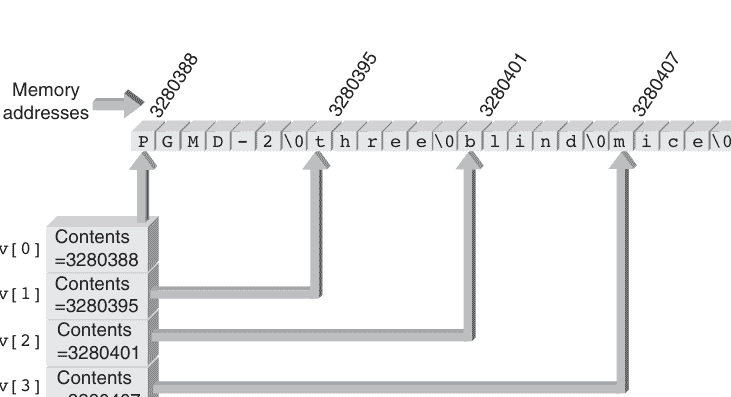 3280388
3280395
3280401
3280407
Memory
addresses
P G M D - 2 \0 t h r e e \0 b l i n d \0 m i c e \0
v[0]
Contents
=3280388
v[1]
Contents
=3280395
v[2]
Contents
=3280401
v[3]
Contents